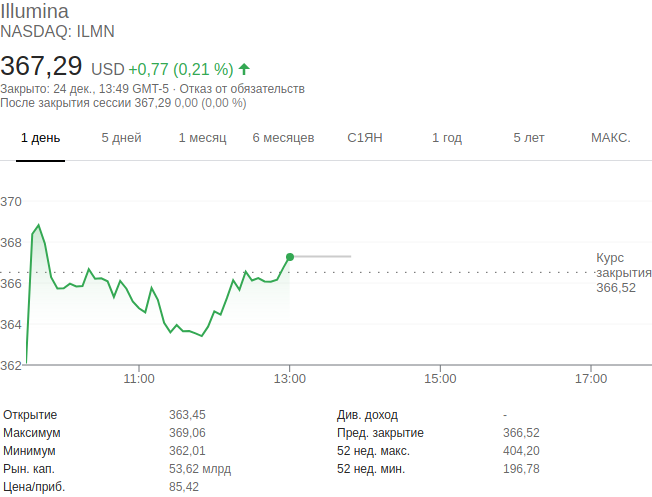 Illumina
NASDAQ: ILMN
367,29 USD +0,77 (0,21 %)
Закрыто: 24 дек., 13:49 GMT-5 · Отказ от обязательств
После закрытия сессии 367,29 0,00 (0,00 %)
1 день 5 дней 1 месяц 6 месяцев С1ЯН 1 год 5 лет МАКС.
370
368
Курс
закрытия
366
366,52
364
362
11:00 13:00 15:00 17:00
Открытие 363,45 Див. доход -
Максимум 369,06 Пред. закрытие 366,52
Минимум 362,01 52 нед. макс. 404,20
Рын. кап. 53,62 млрд 52 нед. мин. 196,78
Цена/приб. 85,42